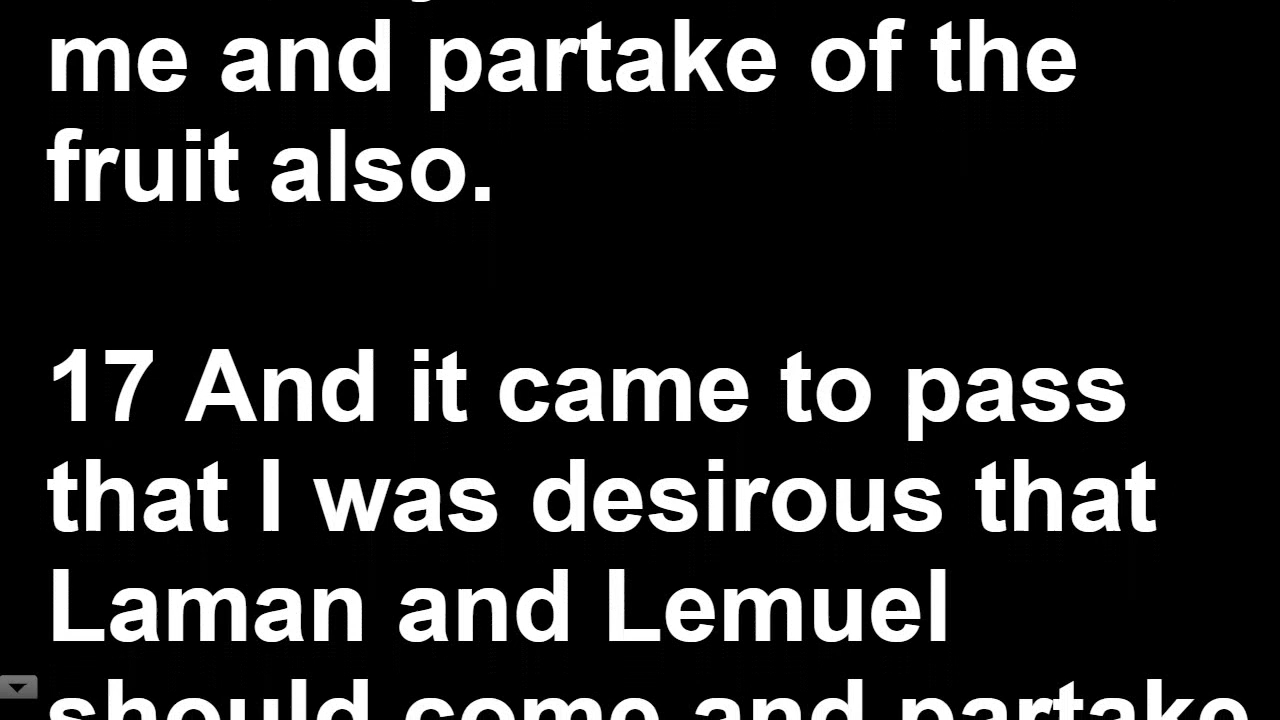 me and partake of the
fruit also.
17 And it came to pass
that I was desirous that
Laman and Lemuel
should come and partake